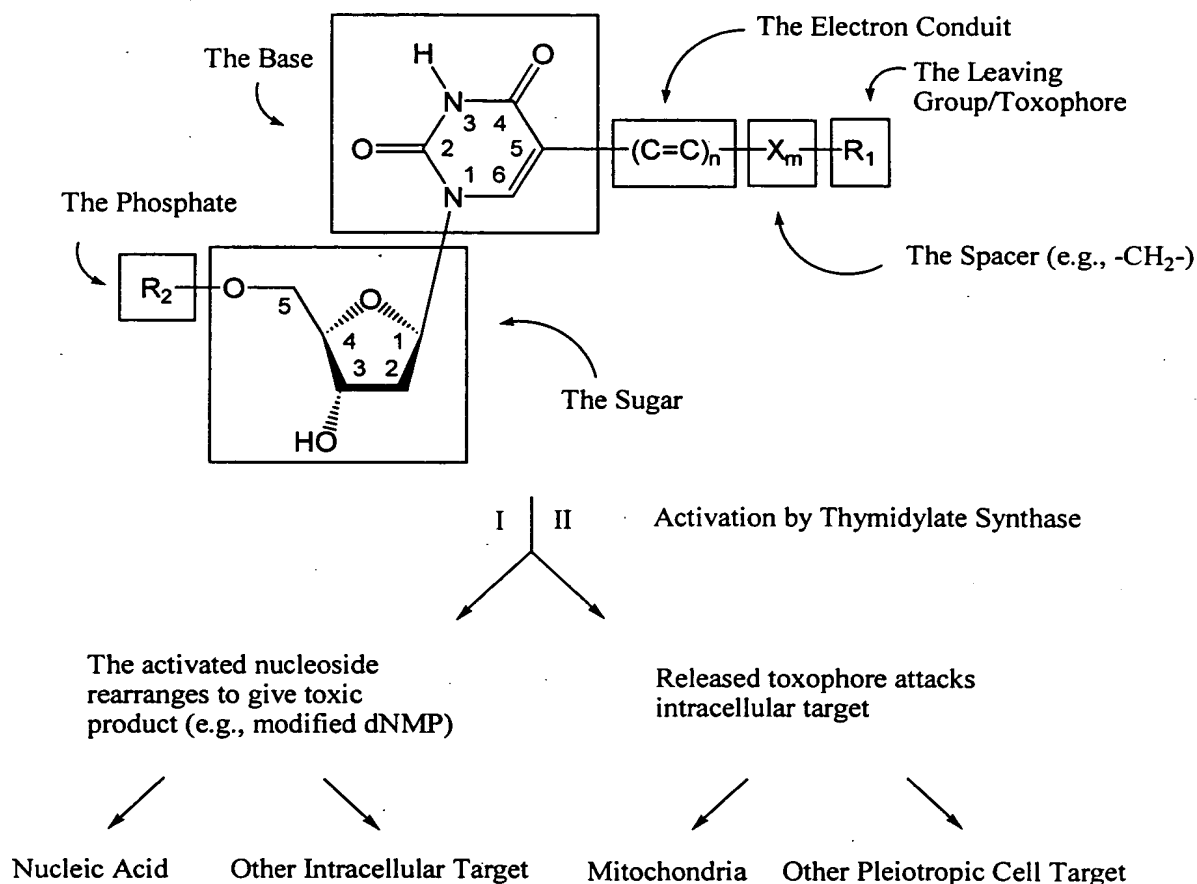 The Electron Conduit
The Base
The Leaving
Group/Toxophore
H
O
N
3
4
O
2
5
(C=C)n
Xm
R1
1
6
N
The Phosphate
The Spacer (e.g., -CH2-)
R2
O
5
O
4
1
3
2
The Sugar
HO
I
II
Activation by Thymidylate Synthase
The activated nucleoside
rearranges to give toxic
product (e.g., modified dNMP)
Released toxophore attacks
intracellular target
Nucleic Acid
Other Intracellular Target
Mitochondria
Other Pleiotropic Cell Target